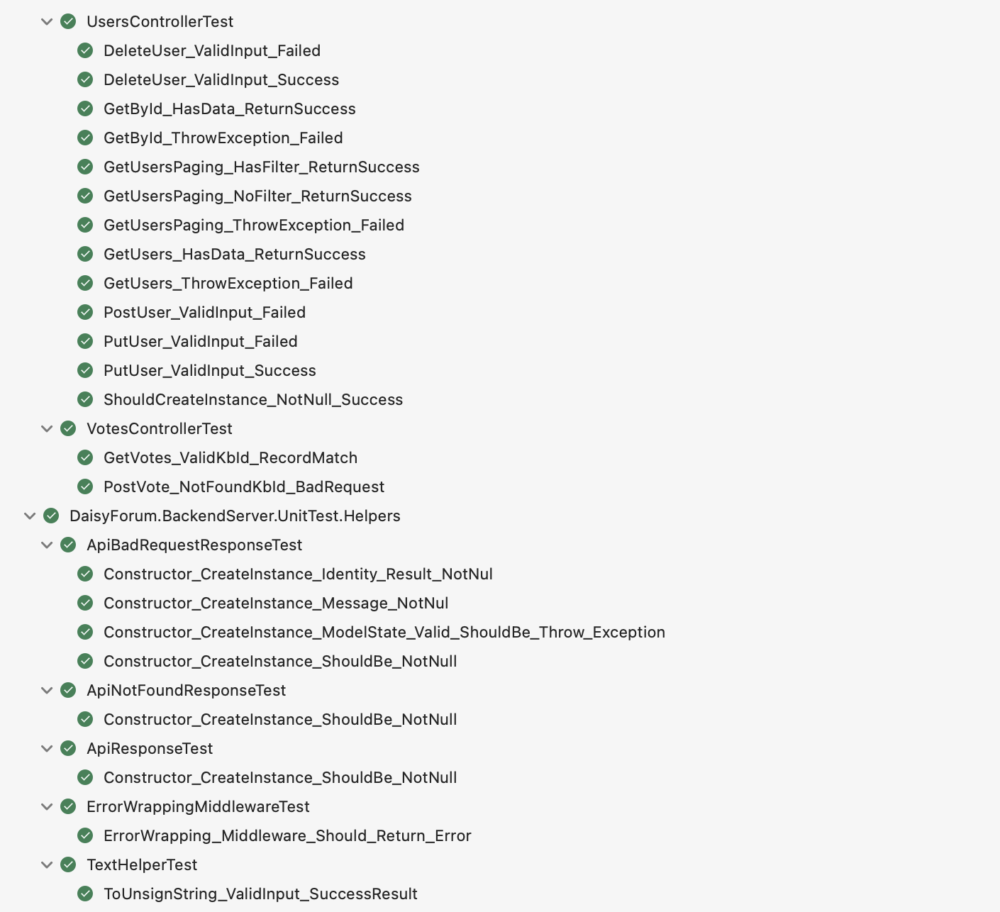 UsersControllerTest
DeleteUser_ValidInput_Failed
DeleteUser_ValidInput_Success
GetById_HasData_ReturnSuccess
GetById_ThrowException_Failed
GetUsersPaging_HasFilter_ReturnSuccess
GetUsersPaging_NoFilter_ReturnSuccess
GetUsersPaging_ThrowException_Failed
GetUsers_HasData_ReturnSuccess
GetUsers_ThrowException_Failed
PostUser_ValidInput_Failed
PutUser_ValidInput_Failed
PutUser_ValidInput_Success
ShouldCreateInstance_NotNull_Success
VotesControllerTest
GetVotes_ValidKbId_RecordMatch
PostVote_NotFoundKbId_BadRequest
DaisyForum.BackendServer.UnitTest.Helpers
ApiBadRequestResponseTest
Constructor_CreateInstance_Identity_Result_NotNul
Constructor_CreateInstance_Message_NotNul
Constructor_CreateInstance_ModelState_Valid_ShouldBe_Throw_Exception
Constructor_CreateInstance_ShouldBe_NotNull
ApiNotFoundResponseTest
Constructor_CreateInstance_ShouldBe_NotNull
ApiResponseTest
Constructor_CreateInstance_ShouldBe_NotNull
ErrorWrappingMiddlewareTest
ErrorWrapping_Middleware_Should_Return_Error
TextHelperTest
ToUnsignString_ValidInput_SuccessResult